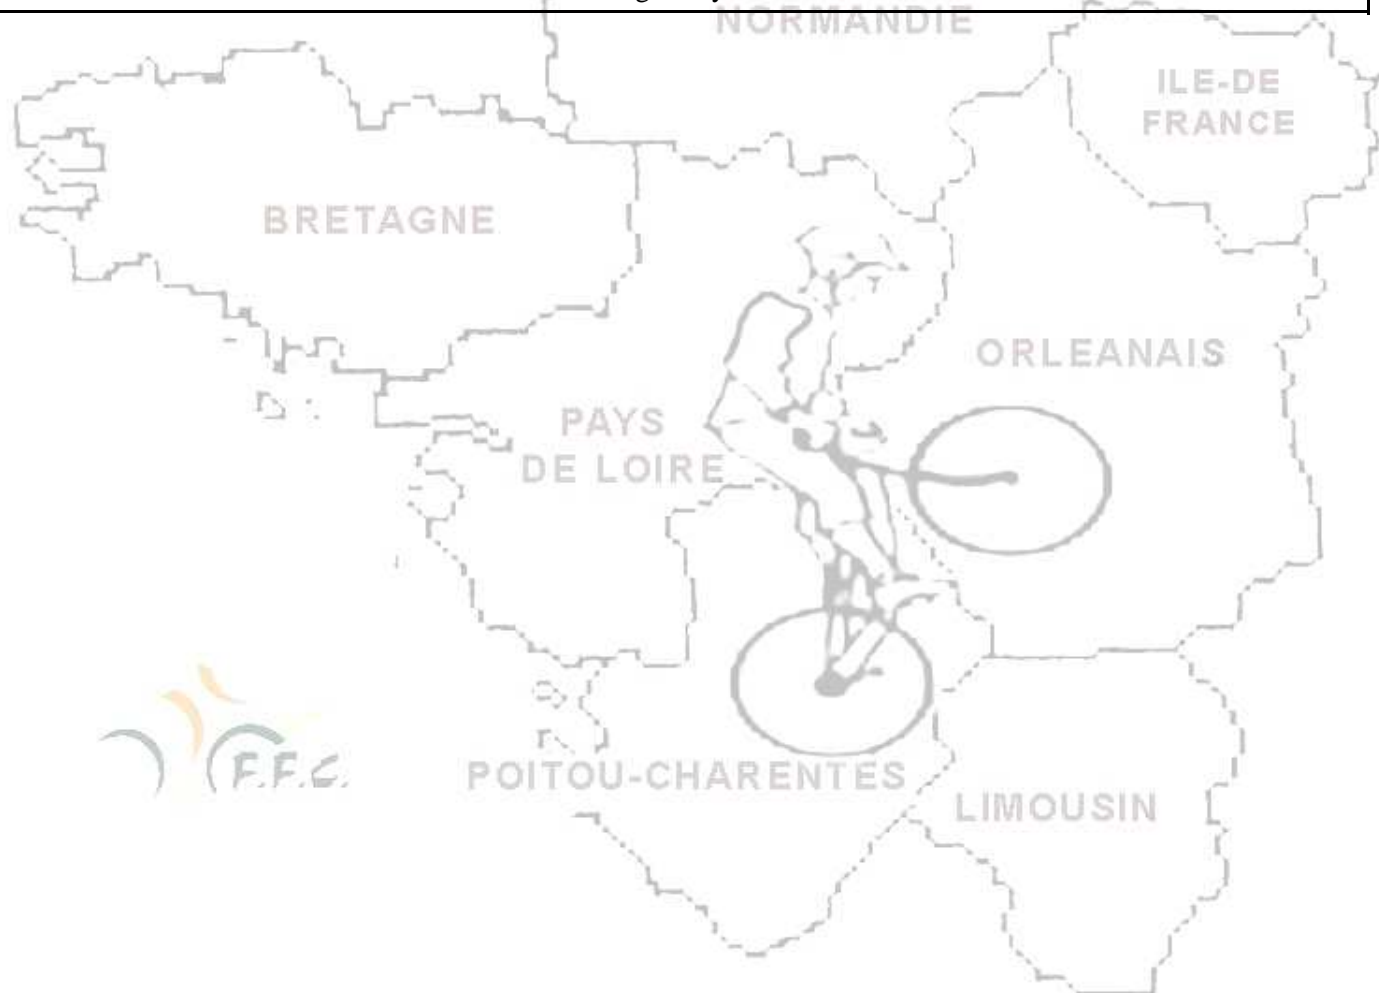 NORMANDIE
ILE-DE
FRANCE
BRETAGNE
ORLEANAIS
PAYS
DE LOIRE
F.F.C.
POITOU-CHARENTES
LIMOUSIN